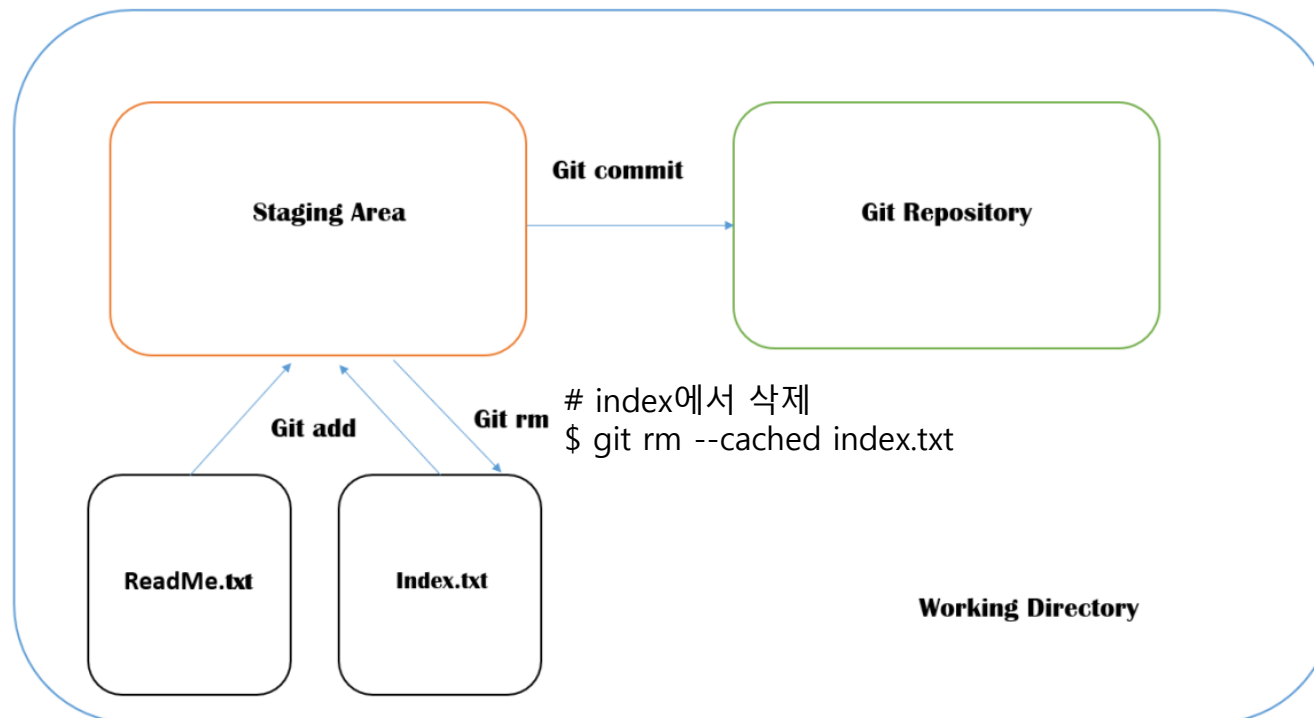 Git commit
Staging Area
Git Repository
# index에서 삭제
$ git rm --cached index.txt
Git rm
Git add
ReadMe.txt
Index.txt
Working Directory